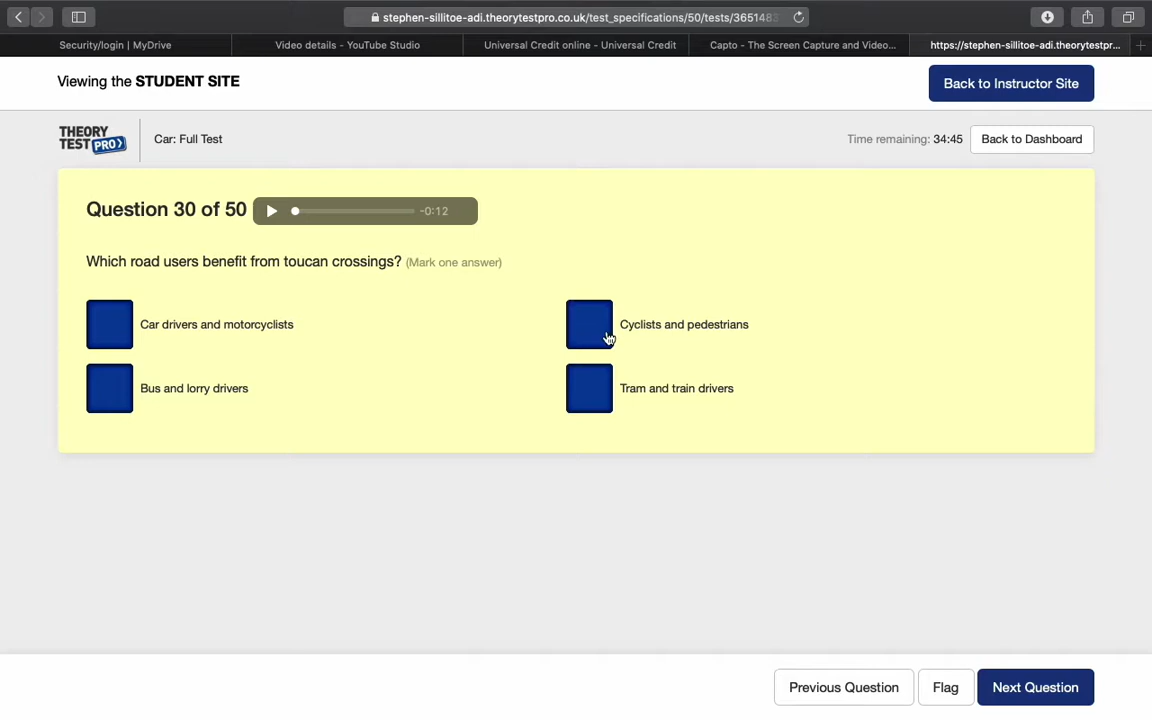 stephen-sillitoe-adi.theorytestpro.co.uk/test_specifications/50/tests/3651483
Security/login | MyDrive
Video details - YouTube Studio
Universal Credit online - Universal Credit
Capto - The Screen Capture and Video...
https://stephen-sillitoe-adi.theorytestpr...
Viewing the STUDENT SITE
Back to Instructor Site
THEORY
TEST PRO
Car: Full Test
Time remaining: 34:45
Back to Dashboard
Question 30 of 50
-0:12
Which road users benefit from toucan crossings? (Mark one answer)
Car drivers and motorcyclists
Cyclists and pedestrians
Bus and lorry drivers
Tram and train drivers
Previous Question
Flag
Next Question